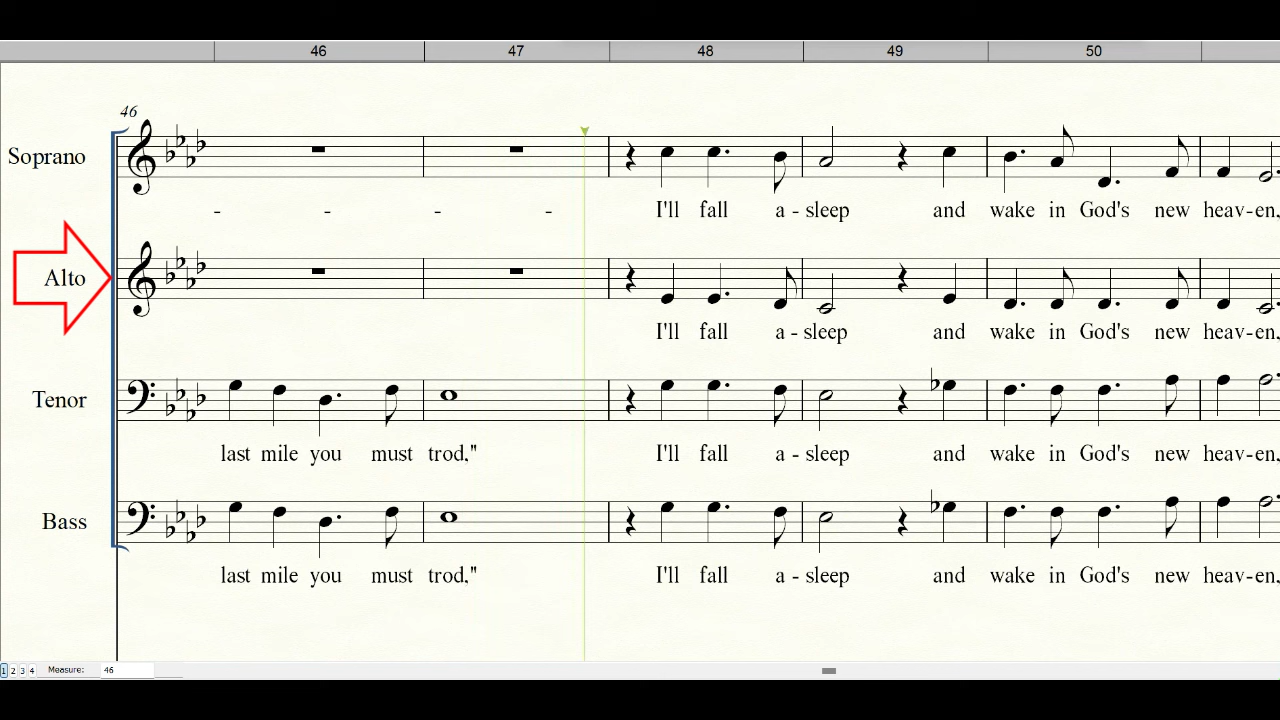 46 47 48 49 50
46
Soprano
- - - - I'll fall a - sleep and wake in God's new heav-en,
Alto
I'll fall a - sleep and wake in God's new heav-en,
Tenor
last mile you must trod," I'll fall a - sleep and wake in God's new heav-en,
Bass
last mile you must trod," I'll fall a - sleep and wake in God's new heav-en,
1 2 3 4 Measure: 46